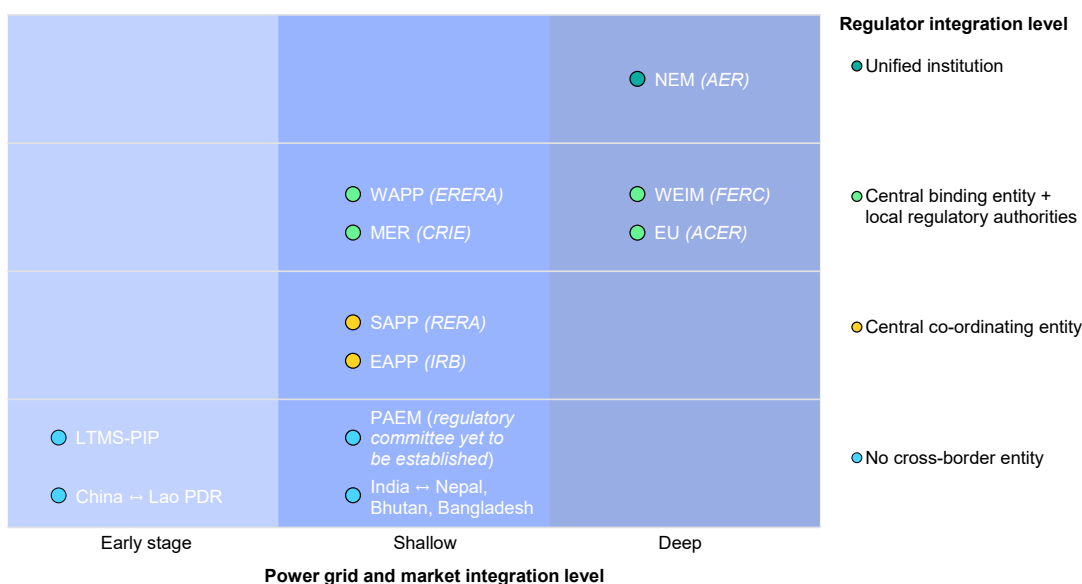 Regulator integration level
Unified institution
NEM (AER)
WAPP (ERERA)
WEIM (FERC)
Central binding entity +
local regulatory authorities
MER (CRIE)
EU (ACER)
SAPP (RERA)
Central co-ordinating entity
EAPP (IRB)
LTMS-PIP
PAEM (regulatory
committee yet to
be established)
No cross-border entity
China ↔ Lao PDR
India ↔ Nepal,
Bhutan, Bangladesh
Early stage
Shallow
Deep
Power grid and market integration level